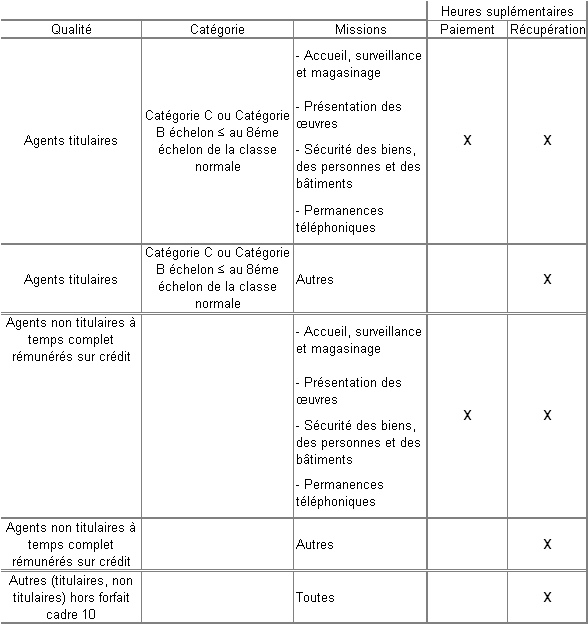 Heures suplémentaires
Qualité Catégorie Missions Paiement Récupération
Agents titulaires
Catégorie C ou Catégorie
B échelon ≤ au 8éme
échelon de la classe
normale
- Accueil, surveillance
et magasinage
- Présentation des
œuvres
- Sécurité des biens,
des personnes et des
bâtiments
- Permanences
téléphoniques
X X
Agents titulaires
Catégorie C ou Catégorie
B échelon ≤ au 8éme
échelon de la classe
normale
Autres
X
Agents non titulaires à
temps complet
rémunérés sur crédit
- Accueil, surveillance
et magasinage
- Présentation des
œuvres
- Sécurité des biens,
des personnes et des
bâtiments
- Permanences
téléphoniques
X X
Agents non titulaires à
temps complet
rémunérés sur crédit
Autres
X
Autres (titulaires, non
titulaires) hors forfait
cadre 10
Toutes
X